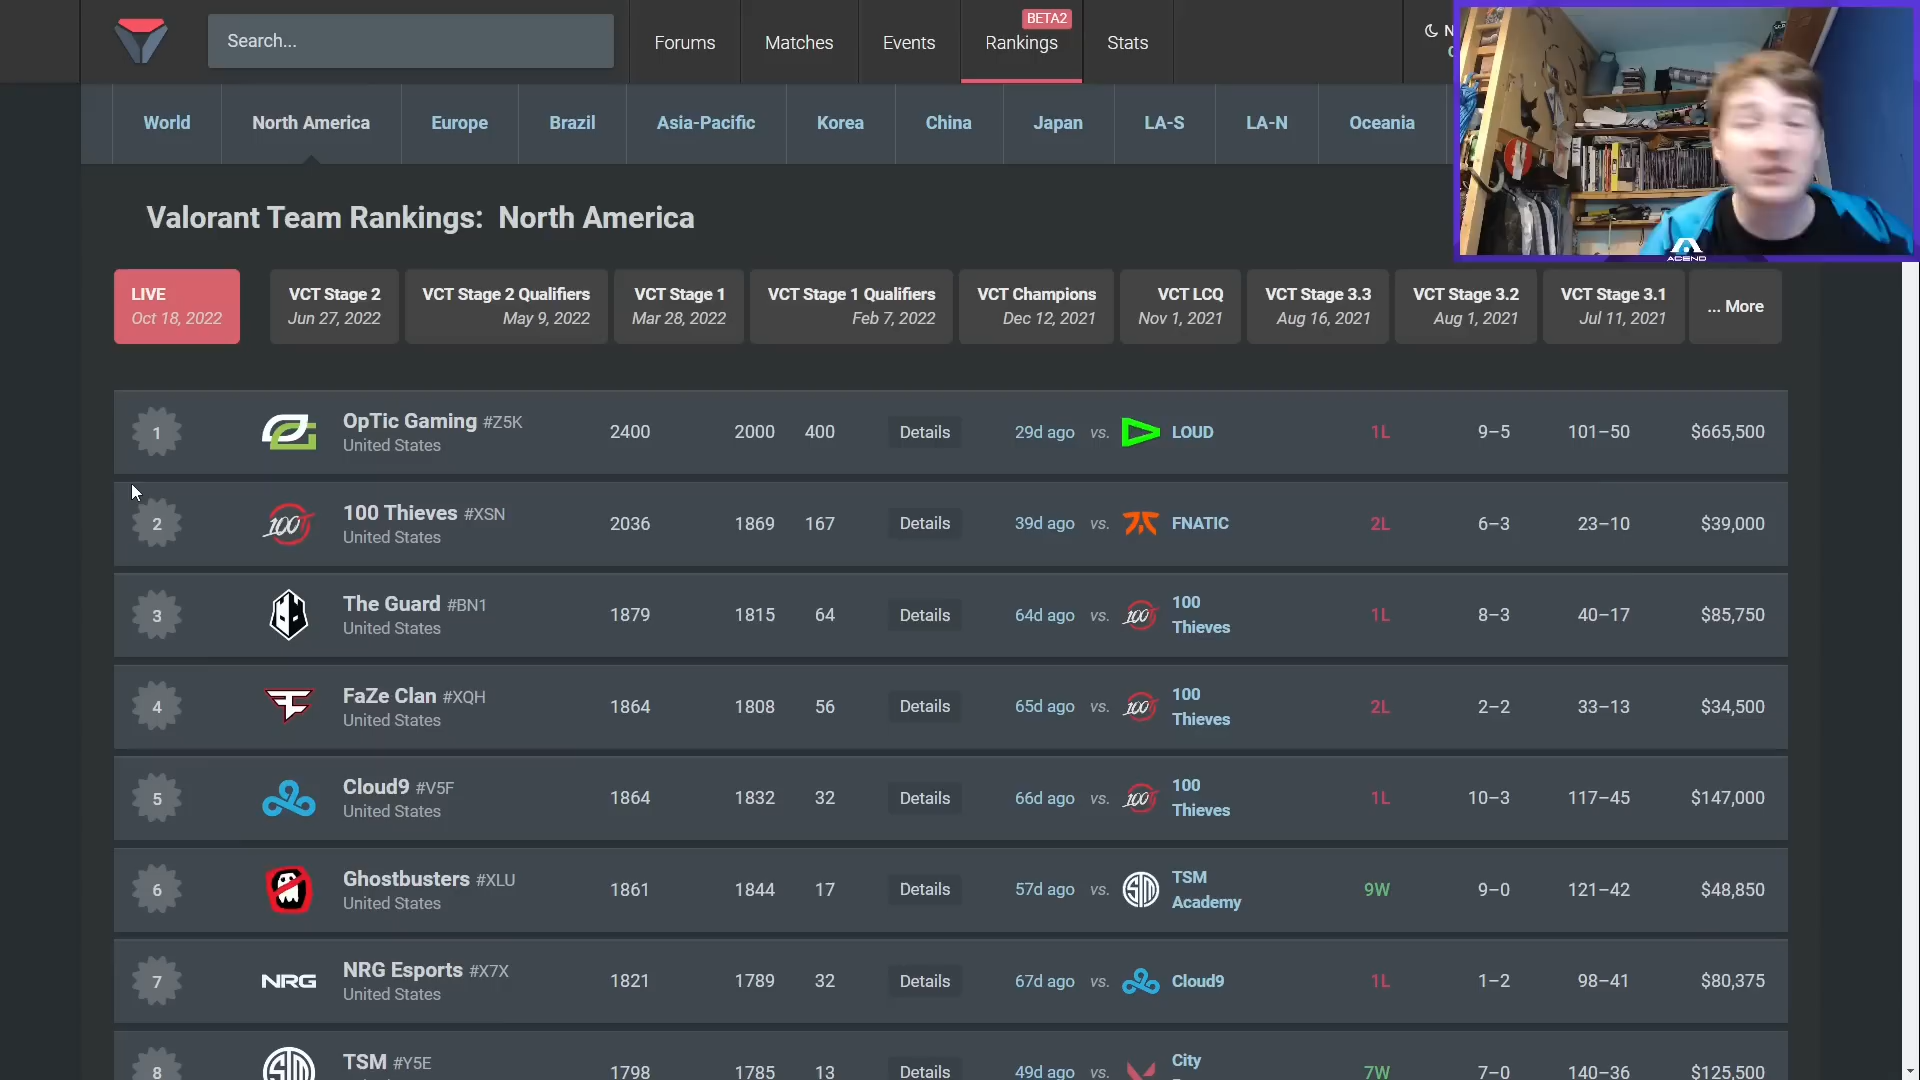 Search...
Forums
Matches
Events
BETA2
Rankings
Stats
World
North America
Europe
Brazil
Asia-Pacific
Korea
China
Japan
LA-S
LA-N
Oceania
ACEND
Valorant Team Rankings: North America
LIVE
Oct 18, 2022
VCT Stage 2
Jun 27, 2022
VCT Stage 2 Qualifiers
May 9, 2022
VCT Stage 1
Mar 28, 2022
VCT Stage 1 Qualifiers
Feb 7, 2022
VCT Champions
Dec 12, 2021
VCT LCQ
Nov 1, 2021
VCT Stage 3.3
Aug 16, 2021
VCT Stage 3.2
Aug 1, 2021
VCT Stage 3.1
Jul 11, 2021
... More
1 OpTic Gaming #Z5K 2400 2000 400 Details 29d ago vs. LOUD 1L 9–5 101–50 $665,500
United States
2 100T 100 Thieves #XSN 2036 1869 167 Details 39d ago vs. FNATIC 2L 6–3 23–10 $39,000
United States
3 The Guard #BN1 1879 1815 64 Details 64d ago vs. 100T 100 Thieves 1L 8–3 40–17 $85,750
United States
4 FaZe Clan #XQH 1864 1808 56 Details 65d ago vs. 100T 100 Thieves 2L 2–2 33–13 $34,500
United States
5 Cloud9 #V5F 1864 1832 32 Details 66d ago vs. 100T 100 Thieves 1L 10–3 117–45 $147,000
United States
6 Ghostbusters #XLU 1861 1844 17 Details 57d ago vs. TSM TSM Academy 9W 9–0 121–42 $48,850
United States
7 NRG NRG Esports #X7X 1821 1789 32 Details 67d ago vs. Cloud9 1L 1–2 98–41 $80,375
United States
8 TSM TSM #Y5E 1798 1785 13 Details 49d ago vs. City 7W 7–0 140–36 $125,500